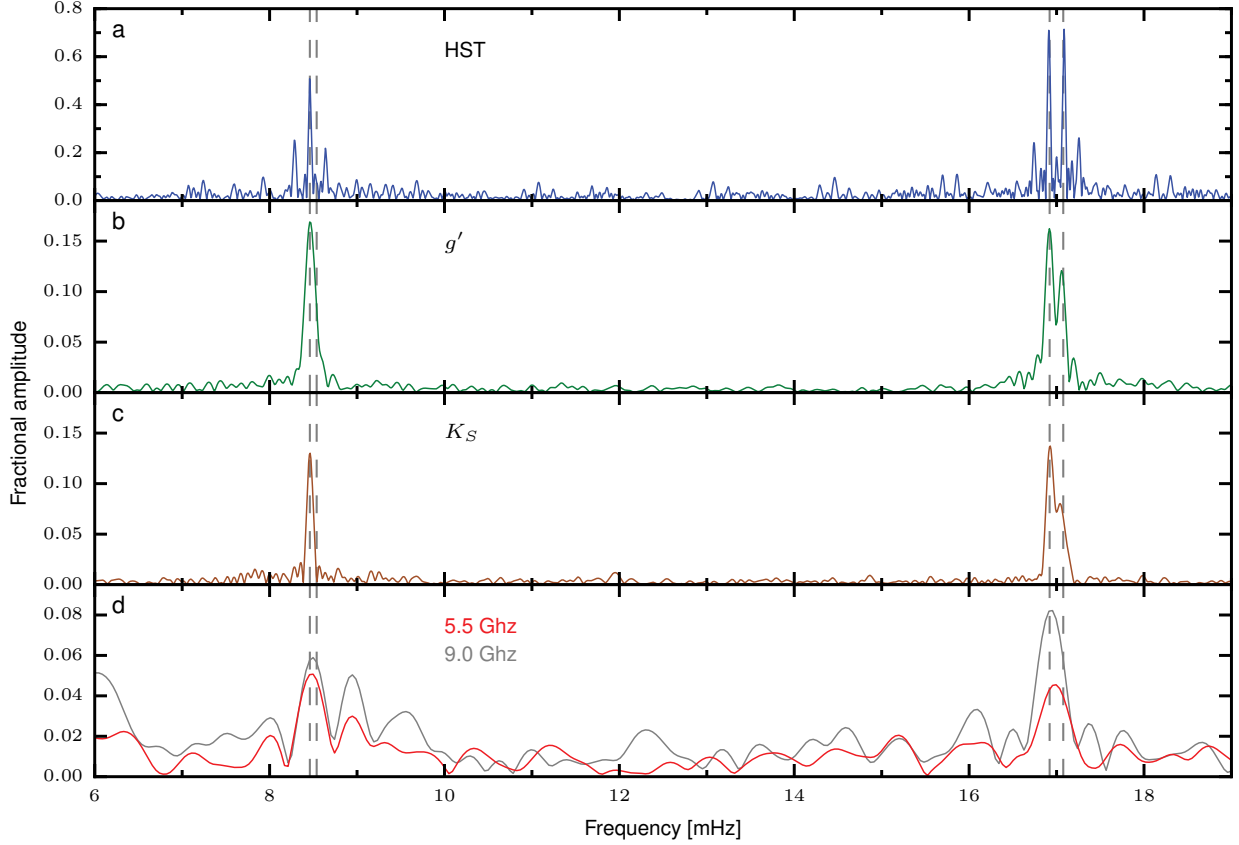 Fractional amplitude
a
HST
0.8
0.6
0.4
0.2
0.0
b
g′
0.15
0.10
0.05
0.00
c
K_S
0.15
0.10
0.05
0.00
d
5.5 Ghz
9.0 Ghz
0.08
0.06
0.04
0.02
0.00
6 8 10 12 14 16 18
Frequency [mHz]